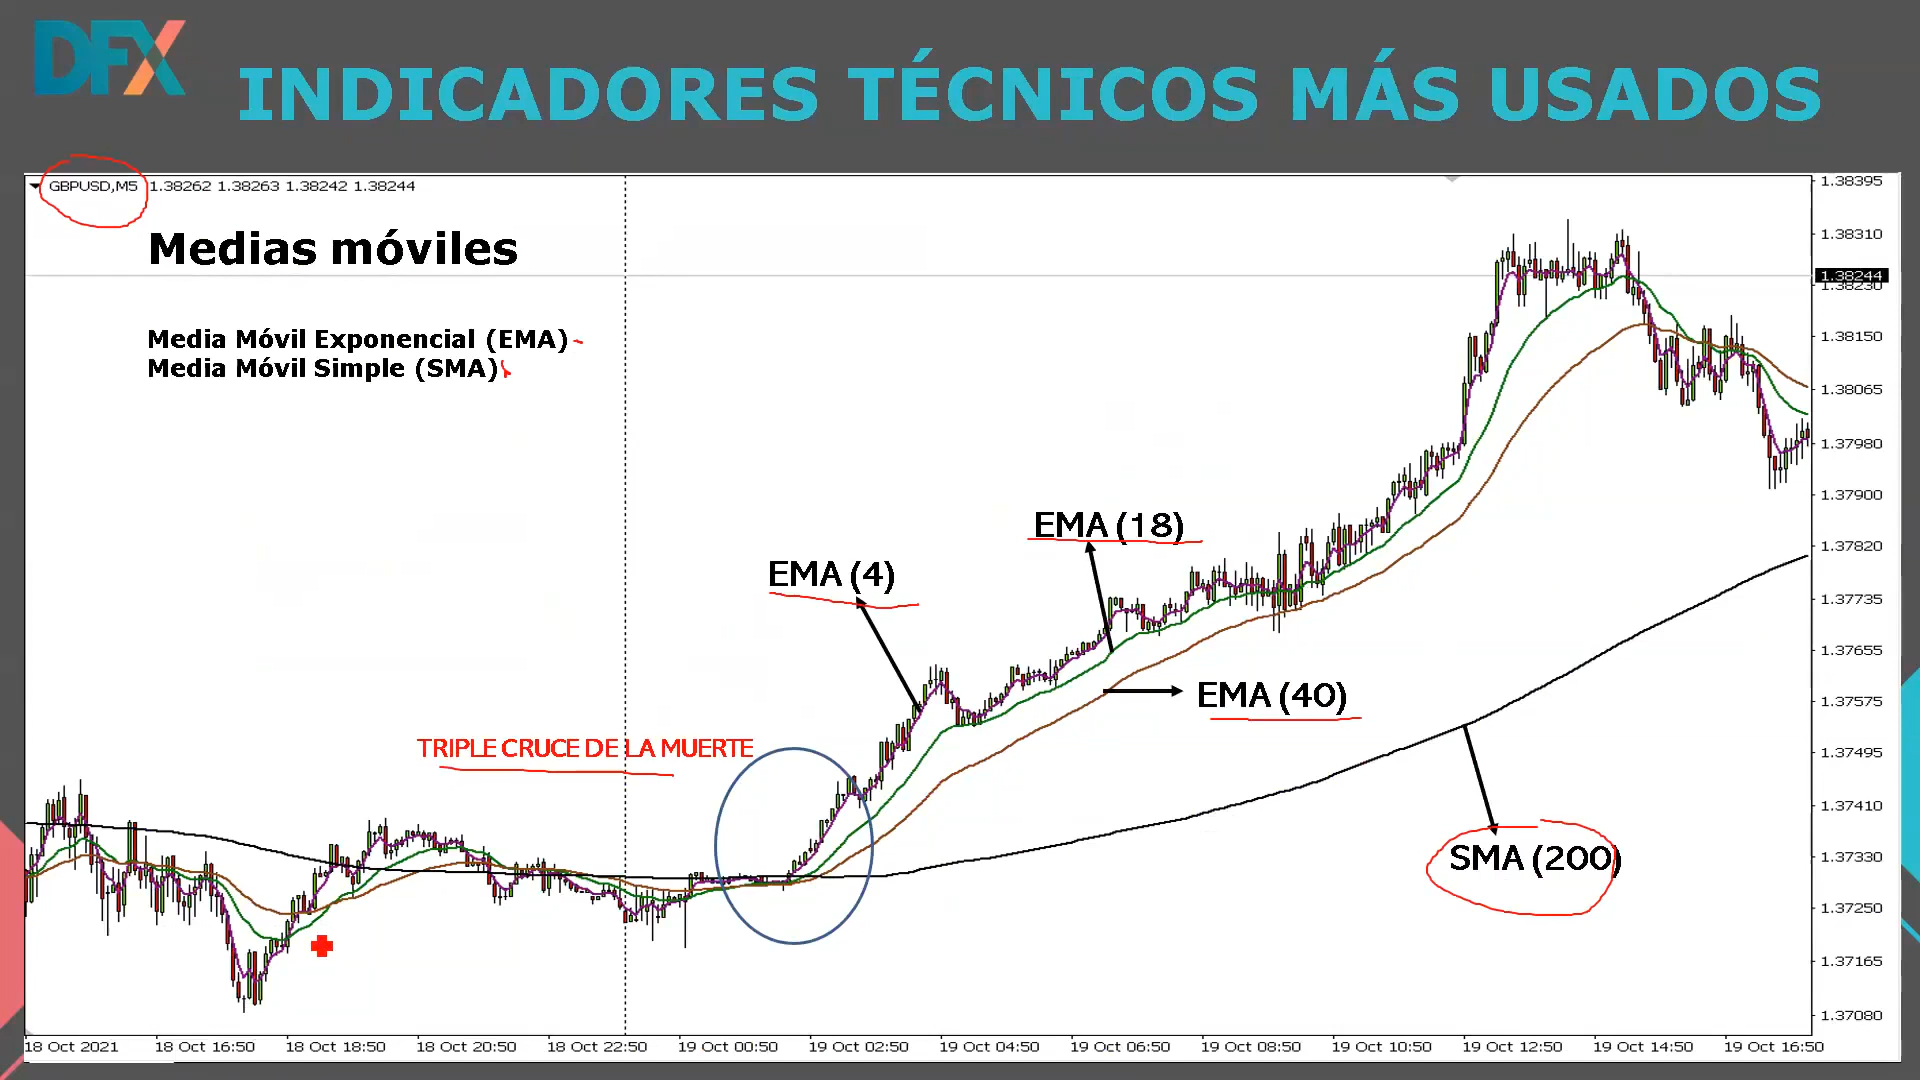 DFX
INDICADORES TÉCNICOS MÁS USADOS
GBPUSD,M5 1.38262 1.38263 1.38242 1.38244
Medias móviles
Media Móvil Exponencial (EMA)
Media Móvil Simple (SMA)
EMA (18)
EMA (4)
EMA (40)
TRIPLE CRUCE DE LA MUERTE
SMA (200)
1.38395
1.38310
1.38244
1.38230
1.38150
1.38065
1.37980
1.37900
1.37820
1.37735
1.37655
1.37575
1.37495
1.37410
1.37330
1.37250
1.37165
1.37080
18 Oct 2021 18 Oct 16:50 18 Oct 18:50 18 Oct 20:50 18 Oct 22:50 19 Oct 00:50 19 Oct 02:50 19 Oct 04:50 19 Oct 06:50 19 Oct 08:50 19 Oct 10:50 19 Oct 12:50 19 Oct 14:50 19 Oct 16:50